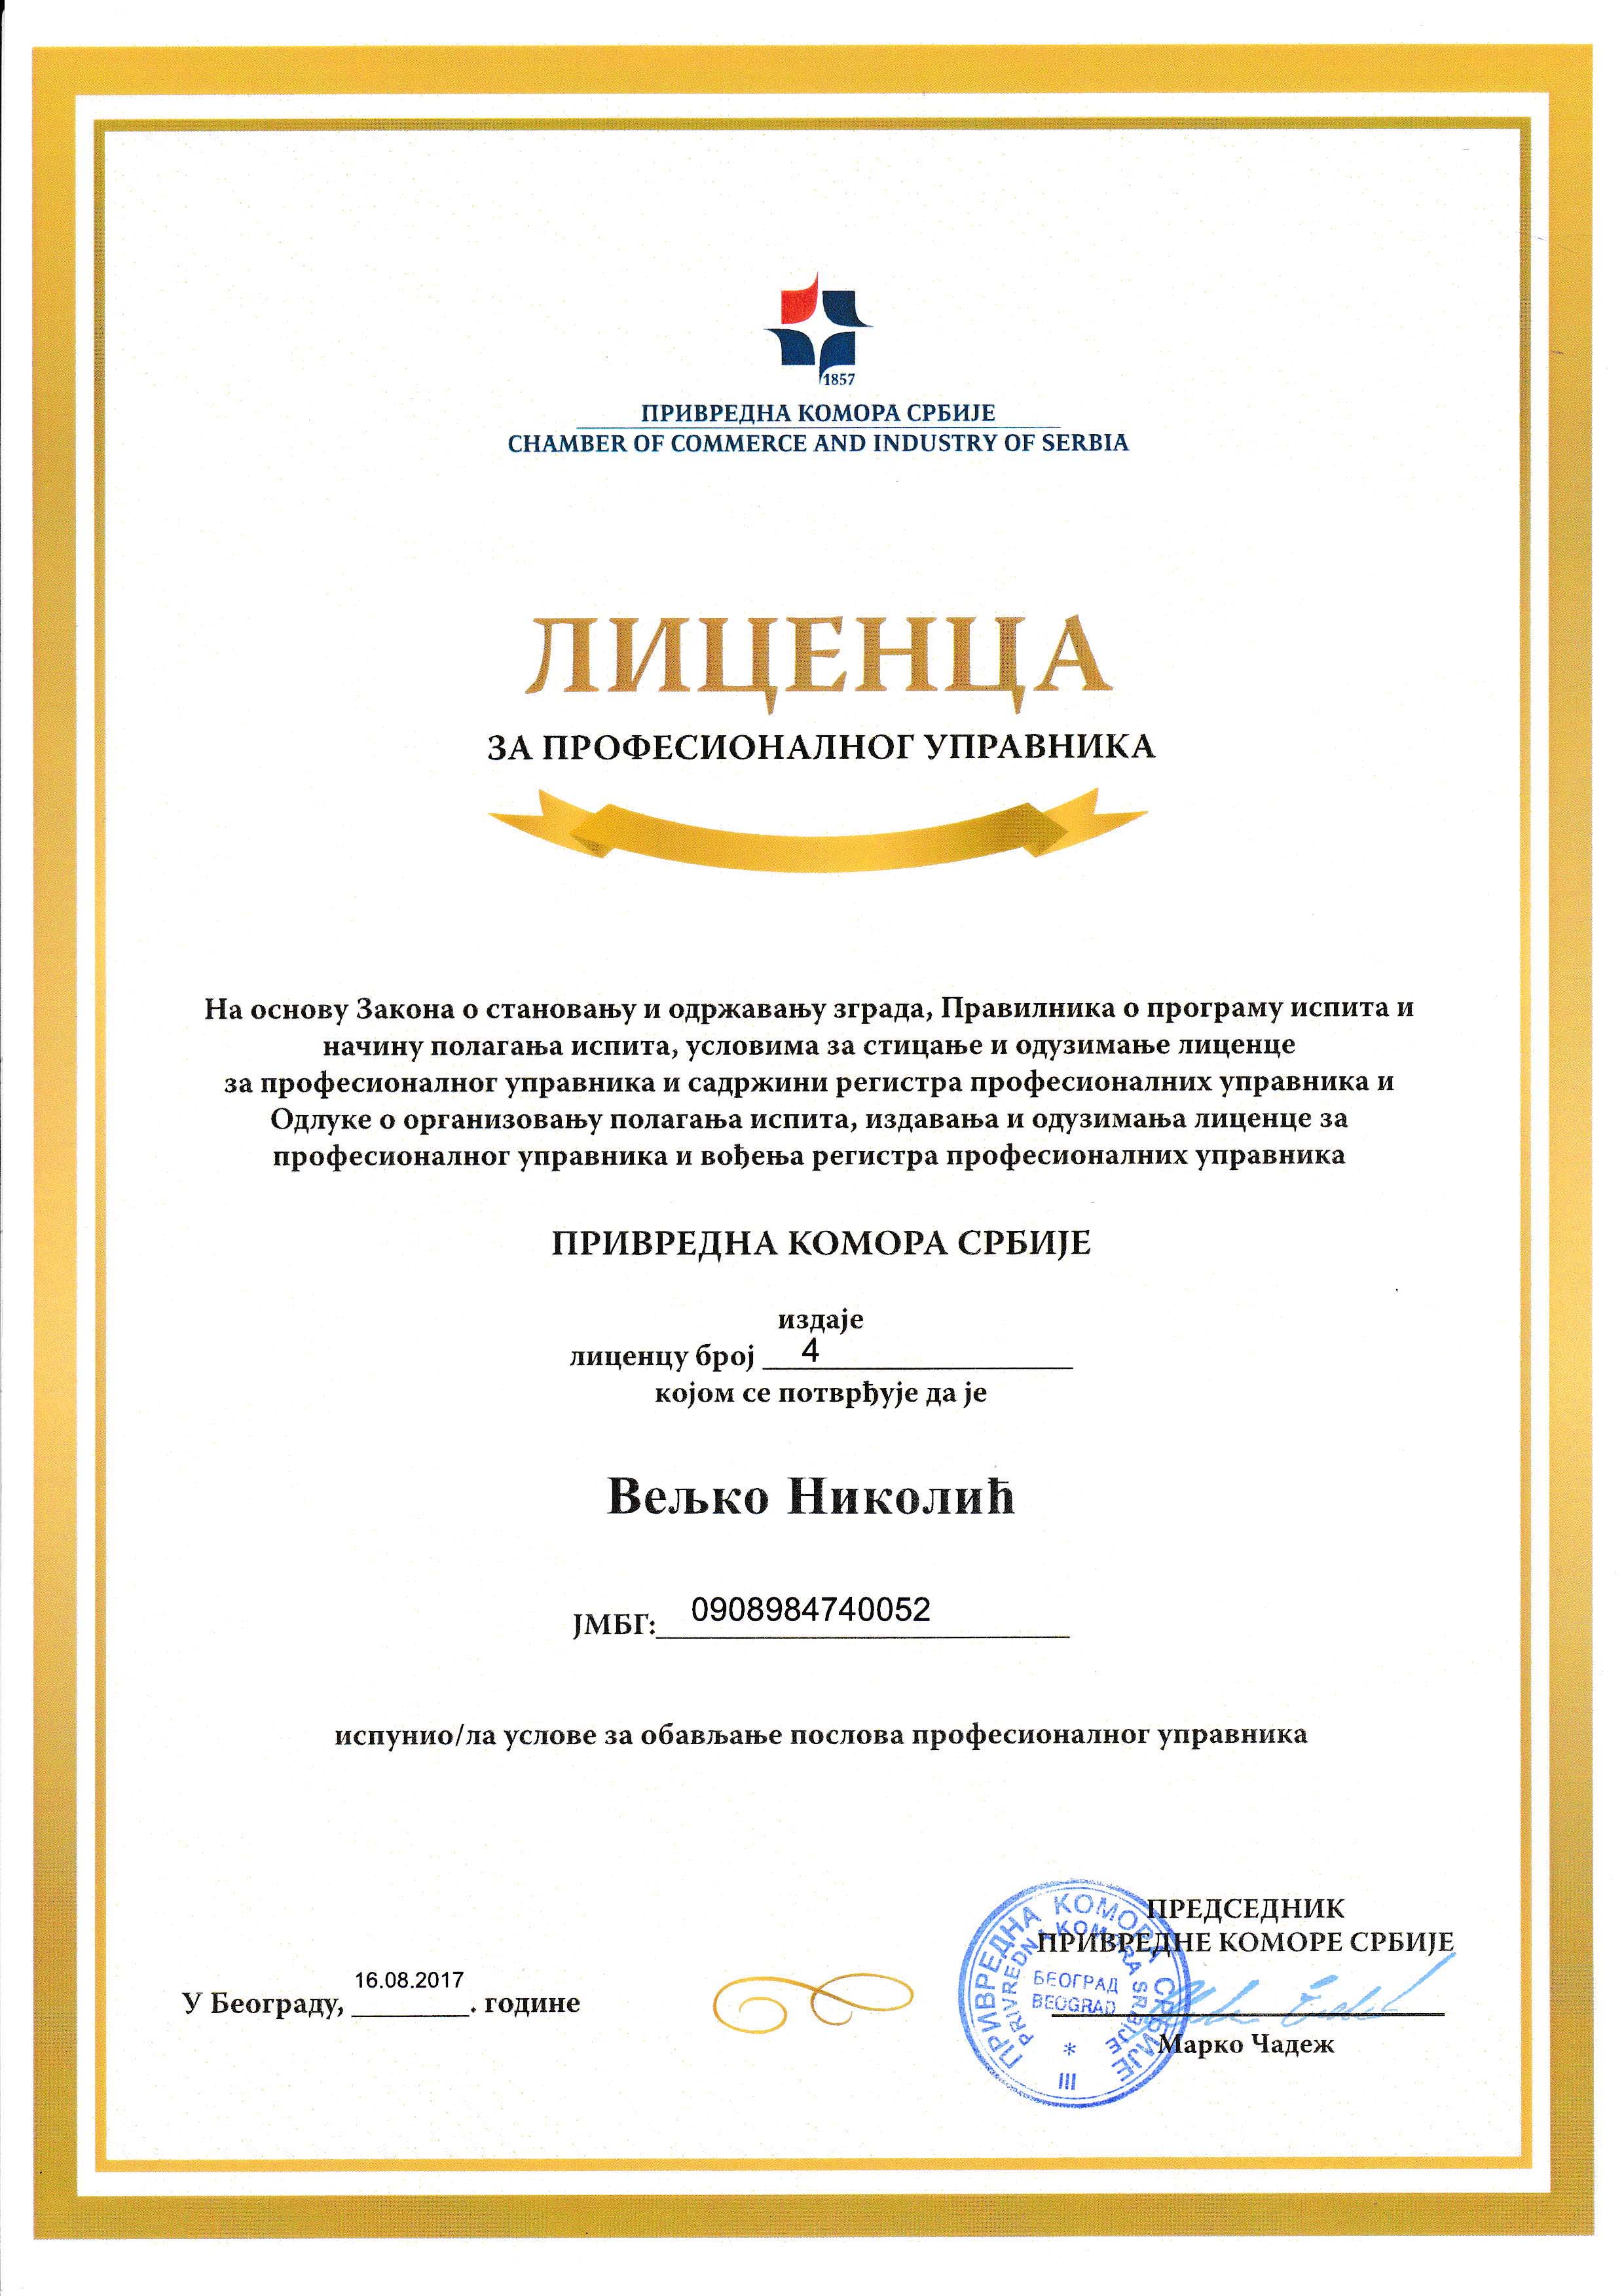 1857
ПРИВРЕДНА КОМОРА СРБИЈЕ
CHAMBER OF COMMERCE AND INDUSTRY OF SERBIA
ЛИЦЕНЦА
ЗА ПРОФЕСИОНАЛНОГ УПРАВНИКА
На основу Закона о становању и одржавању зграда, Правилника о програму испита и
начину полагања испита, условима за стицање и одузимање лиценце
за професионалног управника и садржини регистра професионалних управника и
Одлуке о организовању полагања испита, издавања и одузимања лиценце за
професионалног управника и вођења регистра професионалних управника
ПРИВРЕДНА КОМОРА СРБИЈЕ
издаје
лиценцу број 4
којом се потврђује да је
Вељко Николић
ЈМБГ: 0908984740052
испунио/ла услове за обављање послова професионалног управника
ПРЕДСЕДНИК
ПРИВРЕДНЕ КОМОРЕ СРБИЈЕ
У Београду, 16.08.2017. године
Марко Чадеж
ПРИВРЕДНА КОМОРА СРБИЈЕ
PRIVREDNA KOMORA SRBIJE
БЕОГРАД
BEOGRAD
*
III